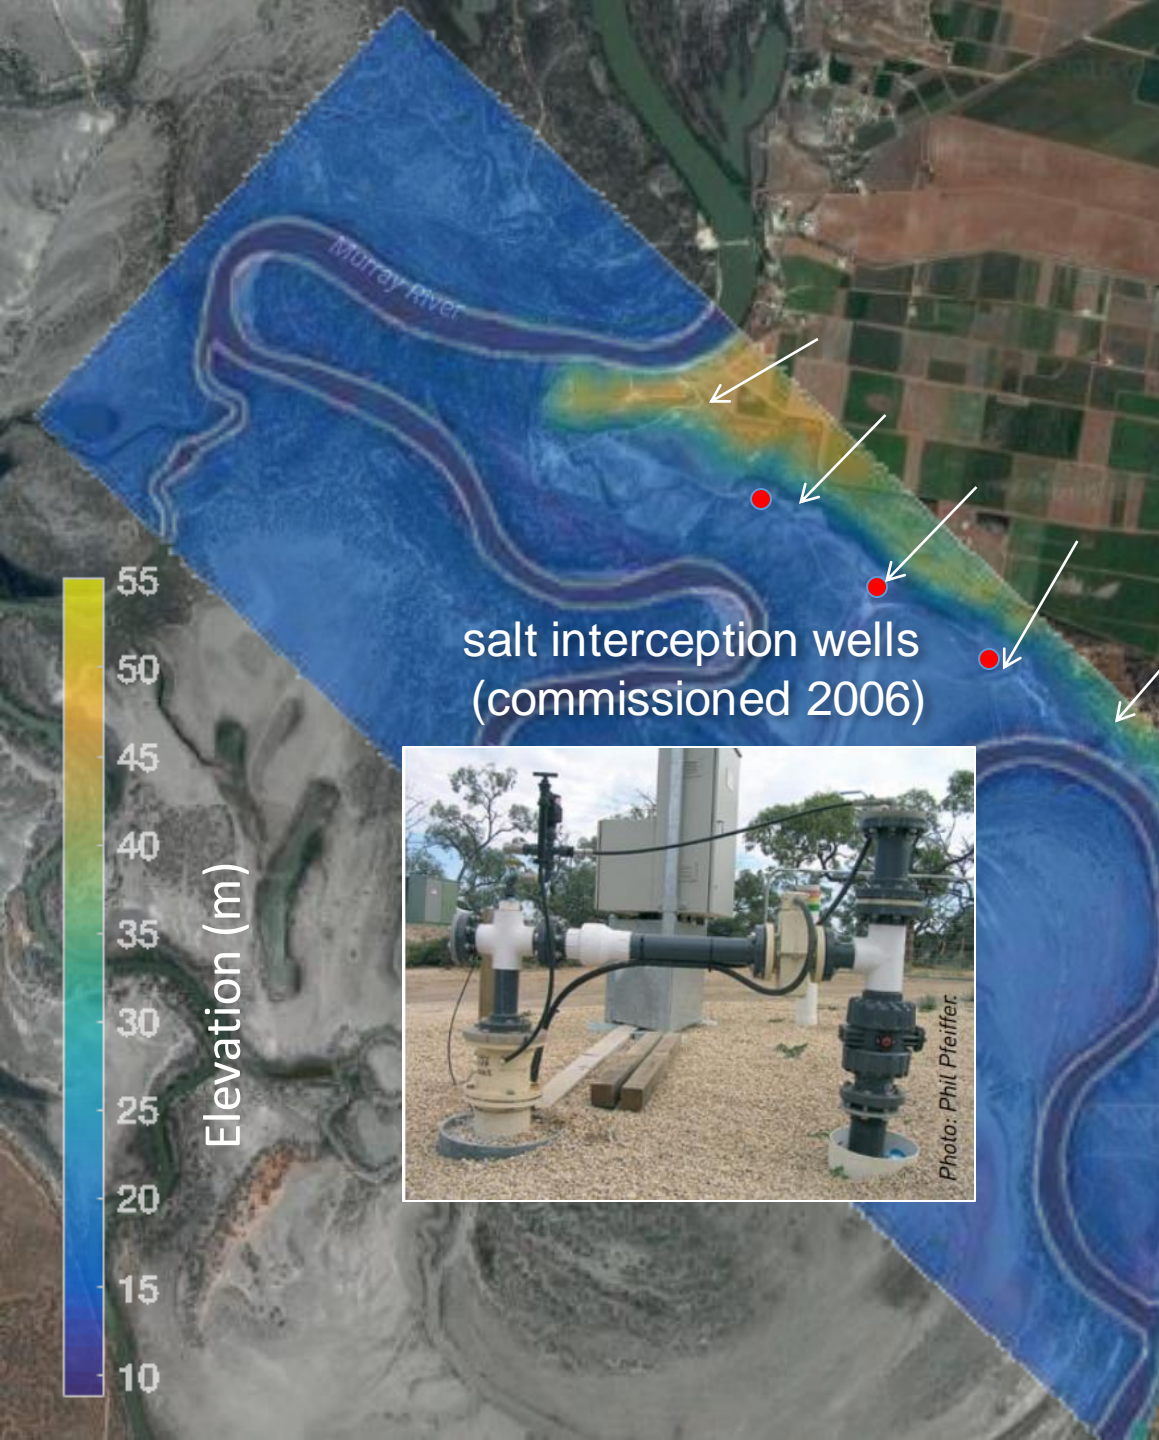 Murray River
salt interception wells
(commissioned 2006)
55
50
45
40
35
30
25
20
15
10
Elevation (m)
Photo: Phil Pfeiffer.